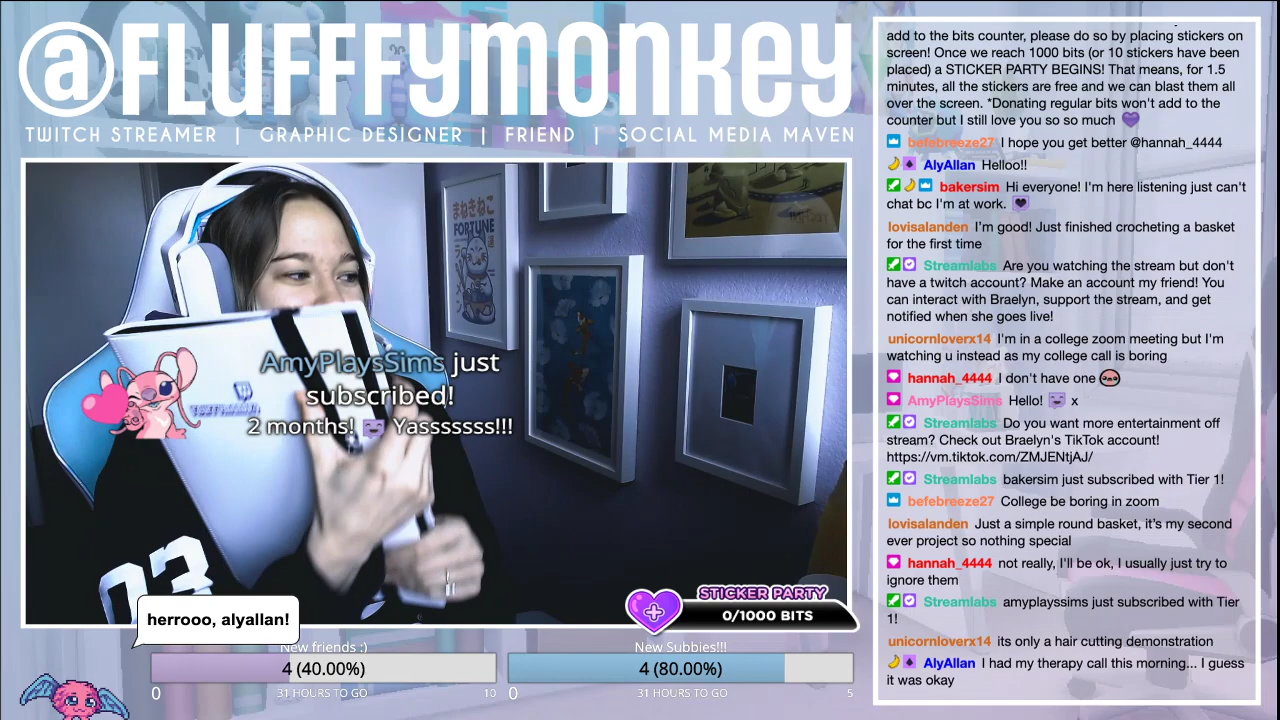 @FLUFFFYMONKEY
TWITCH STREAMER | GRAPHIC DESIGNER | FRIEND | SOCIAL MEDIA MAVEN
まねきねこ
FORTUNE
AmyPlaysSims just
subscribed!
2 months! Yasssssss!!!
03
STICKER PARTY
0/1000 BITS
herrooo, alyallan!
New friends :)
4 (40.00%)
0 31 HOURS TO GO 10
New Subbies!!!
4 (80.00%)
0 31 HOURS TO GO 5
add to the bits counter, please do so by placing stickers on
screen! Once we reach 1000 bits (or 10 stickers have been
placed) a STICKER PARTY BEGINS! That means, for 1.5
minutes, all the stickers are free and we can blast them all
over the screen. *Donating regular bits won't add to the
counter but I still love you so so much
befebreeze27 I hope you get better @hannah_4444
AlyAllan Helloo!!
bakersim Hi everyone! I'm here listening just can't
chat bc I'm at work.
lovisalanden I'm good! Just finished crocheting a basket
for the first time
Streamlabs Are you watching the stream but don't
have a twitch account? Make an account my friend! You
can interact with Braelyn, support the stream, and get
notified when she goes live!
unicornloverx14 I'm in a college zoom meeting but I'm
watching u instead as my college call is boring
hannah_4444 I don't have one
AmyPlaysSims Hello! x
Streamlabs Do you want more entertainment off
stream? Check out Braelyn's TikTok account!
https://vm.tiktok.com/ZMJENtjAJ/
Streamlabs bakersim just subscribed with Tier 1!
befebreeze27 College be boring in zoom
lovisalanden Just a simple round basket, it's my second
ever project so nothing special
hannah_4444 not really, I'll be ok, I usually just try to
ignore them
Streamlabs amyplayssims just subscribed with Tier
1!
unicornloverx14 its only a hair cutting demonstration
AlyAllan I had my therapy call this morning... I guess
it was okay